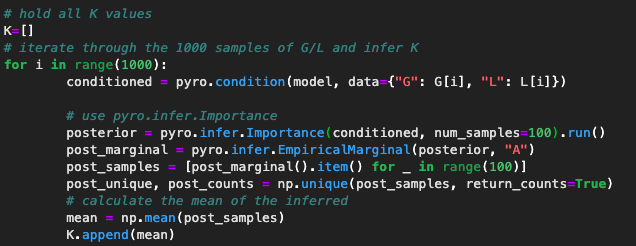 # hold all K values
K=[]
# iterate through the 1000 samples of G/L and infer K
for i in range(1000):
        conditioned = pyro.condition(model, data={"G": G[i], "L": L[i]})
        # use pyro.infer.Importance
        posterior = pyro.infer.Importance(conditioned, num_samples=100).run()
        post_marginal = pyro.infer.EmpiricalMarginal(posterior, "A")
        post_samples = [post_marginal().item() for _ in range(100)]
        post_unique, post_counts = np.unique(post_samples, return_counts=True)
        # calculate the mean of the inferred
        mean = np.mean(post_samples)
        K.append(mean)